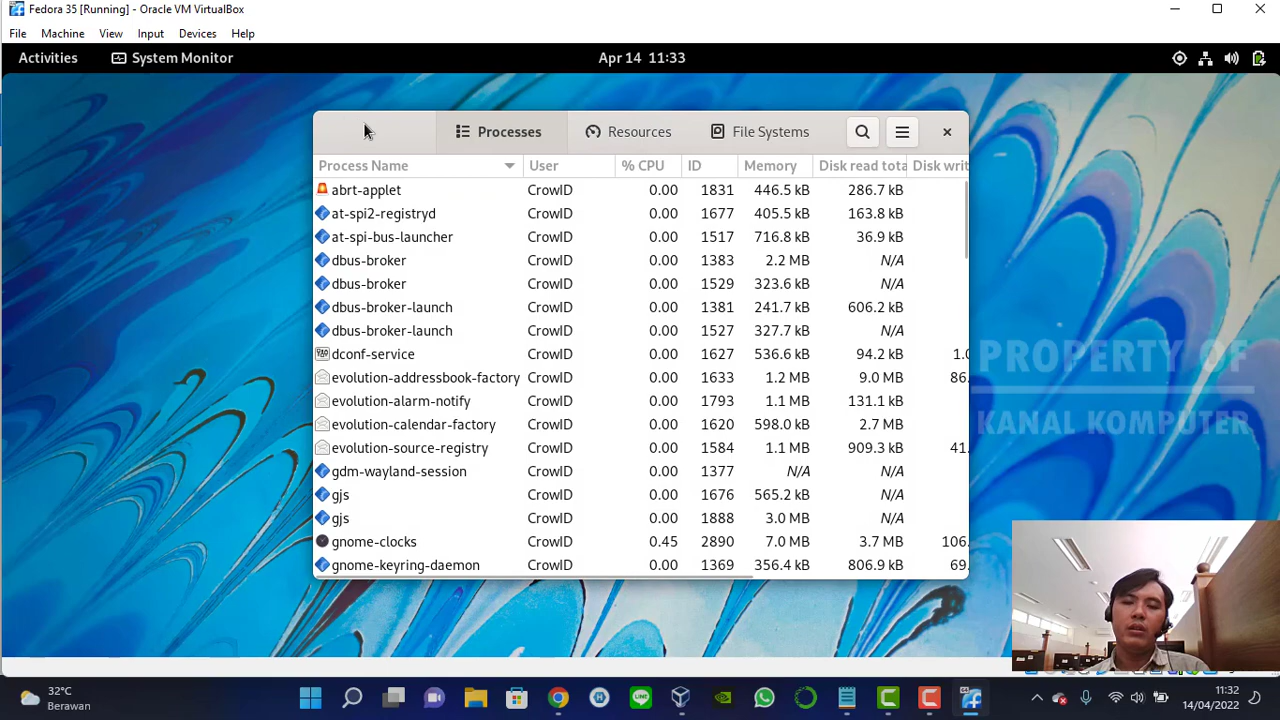 Fedora 35 [Running] - Oracle VM VirtualBox
File Machine View Input Devices Help
Activities System Monitor Apr 14 11:33
Processes Resources File Systems
Process Name User % CPU ID Memory Disk read tota Disk writ
abrt-applet CrowID 0.00 1831 446.5 kB 286.7 kB
at-spi2-registryd CrowID 0.00 1677 405.5 kB 163.8 kB
at-spi-bus-launcher CrowID 0.00 1517 716.8 kB 36.9 kB
dbus-broker CrowID 0.00 1383 2.2 MB N/A
dbus-broker CrowID 0.00 1529 323.6 kB N/A
dbus-broker-launch CrowID 0.00 1381 241.7 kB 606.2 kB
dbus-broker-launch CrowID 0.00 1527 327.7 kB N/A
dconf-service CrowID 0.00 1627 536.6 kB 94.2 kB 1.0
evolution-addressbook-factory CrowID 0.00 1633 1.2 MB 9.0 MB 86.
evolution-alarm-notify CrowID 0.00 1793 1.1 MB 131.1 kB
evolution-calendar-factory CrowID 0.00 1620 598.0 kB 2.7 MB
evolution-source-registry CrowID 0.00 1584 1.1 MB 909.3 kB 41.
gdm-wayland-session CrowID 0.00 1377 N/A N/A
gjs CrowID 0.00 1676 565.2 kB N/A
gjs CrowID 0.00 1888 3.0 MB N/A
gnome-clocks CrowID 0.45 2890 7.0 MB 3.7 MB 106.
gnome-keyring-daemon CrowID 0.00 1369 356.4 kB 806.9 kB 69.
PROPERTY OF
KANAL KOMPUTER
32°C
Berawan
11:32
14/04/2022